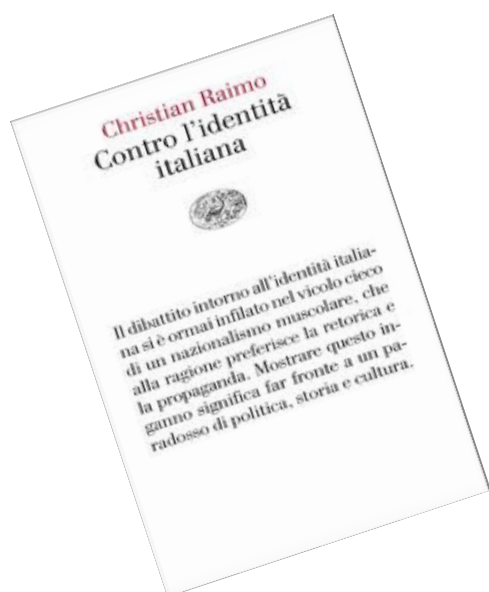 Christian Raimo
Contro l'identità
italiana
Il dibattito intorno all'identità italia-
na si è ormai infilato nel vicolo cieco
di un nazionalismo muscolare, che
alla ragione preferisce la retorica e
la propaganda. Mostrare questo in-
ganno significa far fronte a un pa-
radosso di politica, storia e cultura.